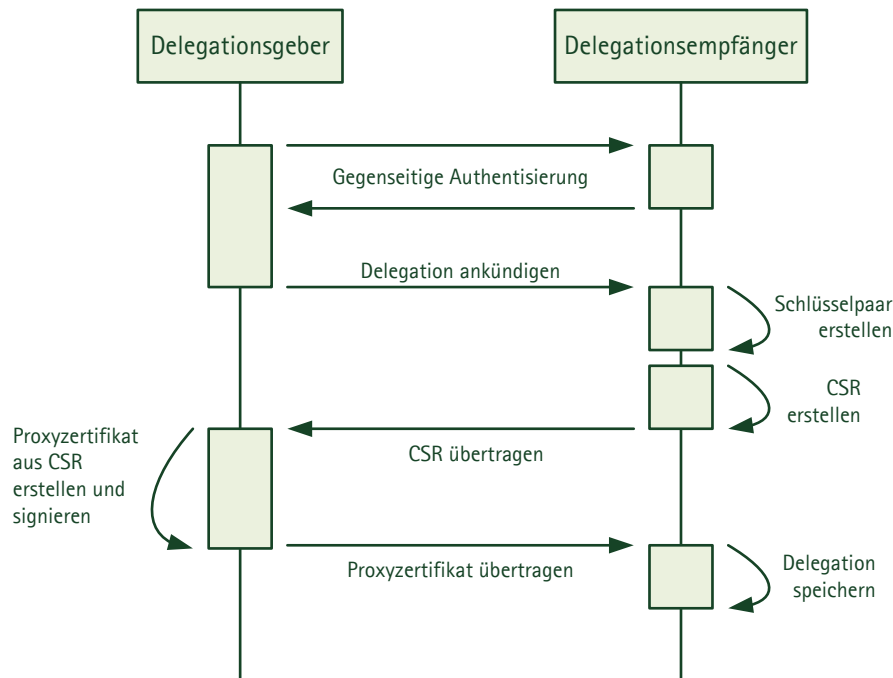 Delegationsgeber
Delegationsempfänger
Gegenseitige Authentisierung
Delegation ankündigen
Schlüsselpaar
erstellen
CSR
erstellen
Proxyzertifikat
aus CSR
erstellen und
signieren
CSR übertragen
Proxyzertifikat übertragen
Delegation
speichern